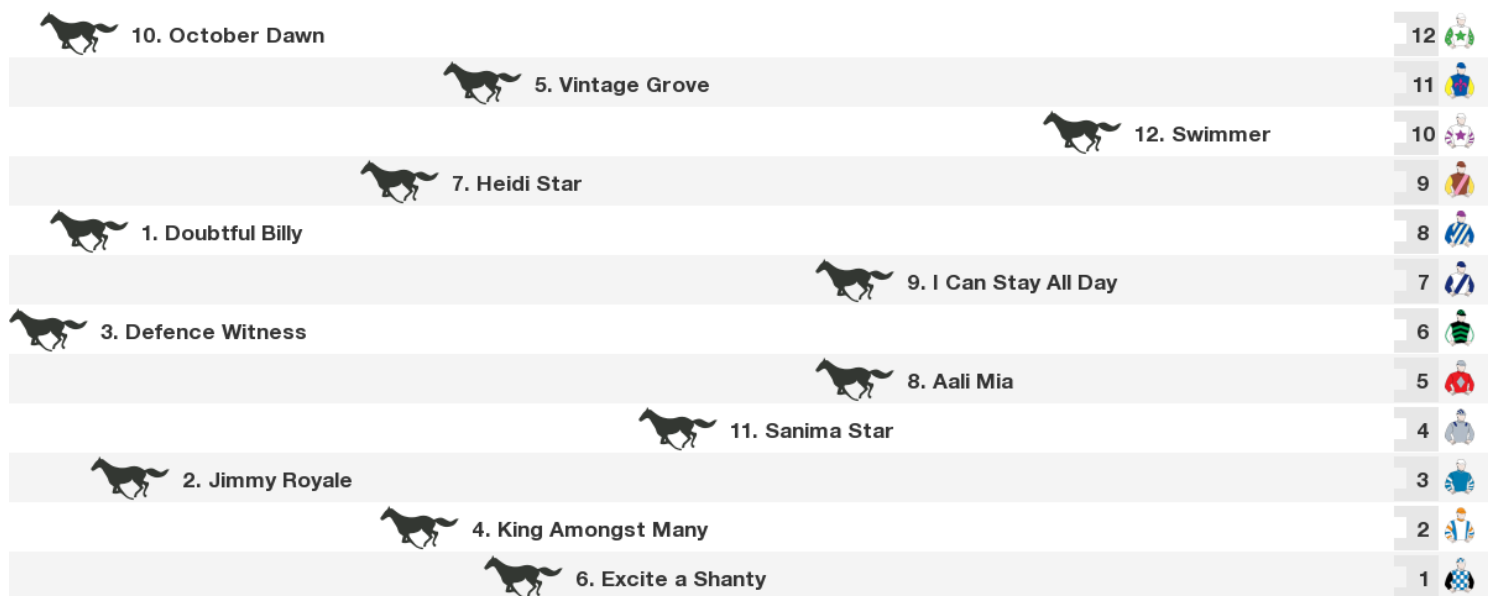 10. October Dawn 12
5. Vintage Grove 11
12. Swimmer 10
7. Heidi Star 9
1. Doubtful Billy 8
9. I Can Stay All Day 7
3. Defence Witness 6
8. Aali Mia 5
11. Sanima Star 4
2. Jimmy Royale 3
4. King Amongst Many 2
6. Excite a Shanty 1